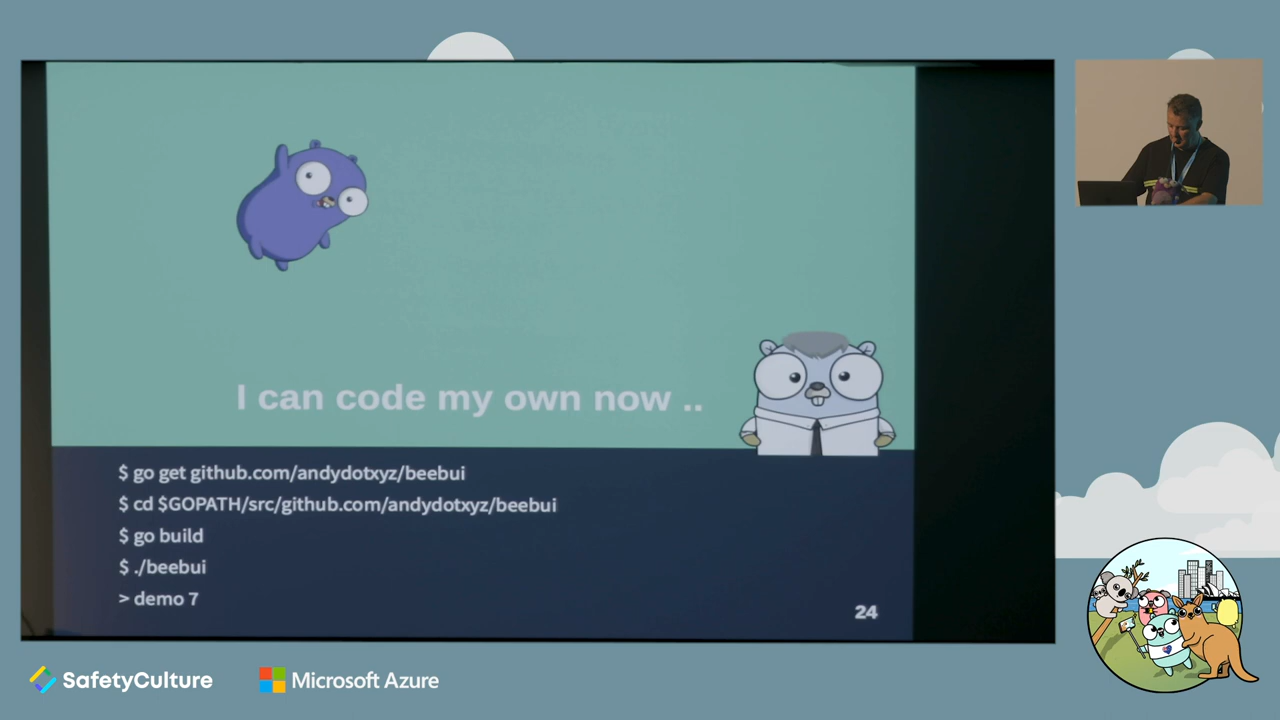 I can code my own now ..
$ go get github.com/andydotxyz/beebui
$ cd $GOPATH/src/github.com/andydotxyz/beebui
$ go build
$ ./beebui
> demo 7
24
SafetyCulture
Microsoft Azure